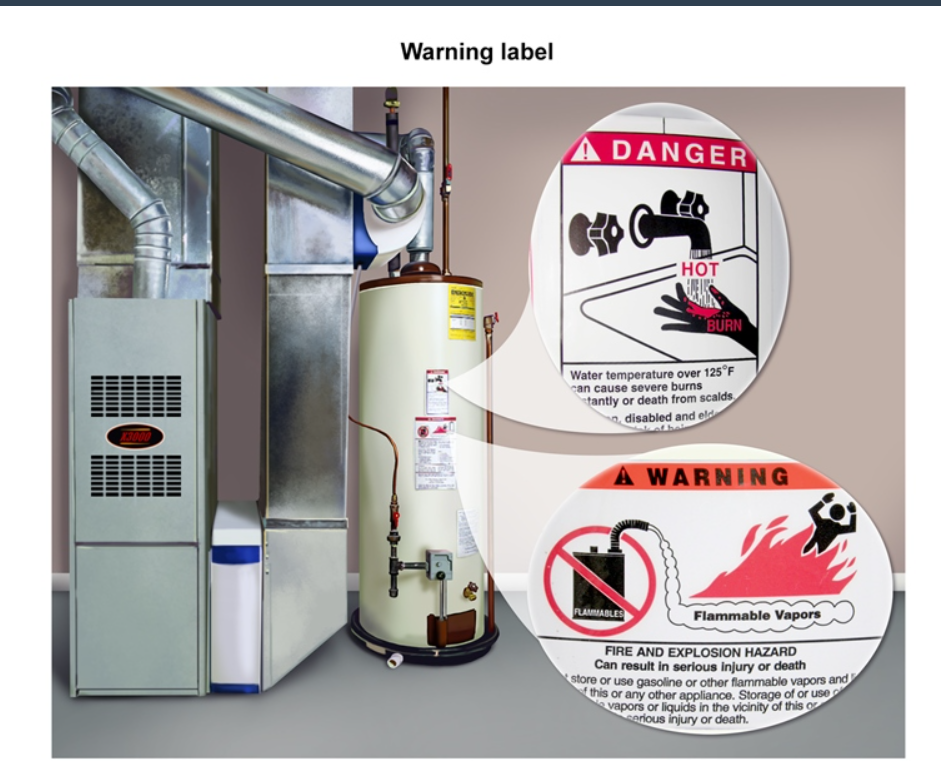 Warning label
DANGER
HOT
BURN
Water temperature over 125°F
can cause severe burns
disabled and
X3000
WARNING
FLAMMABLES
Flammable Vapors
FIRE AND EXPLOSION HAZARD
Can result in serious injury or death
store or use gasoline or other flammable vapors and
of this or any other appliance. Storage of or use
vapors or liquids in the vicinity of this or
serious injury or death.